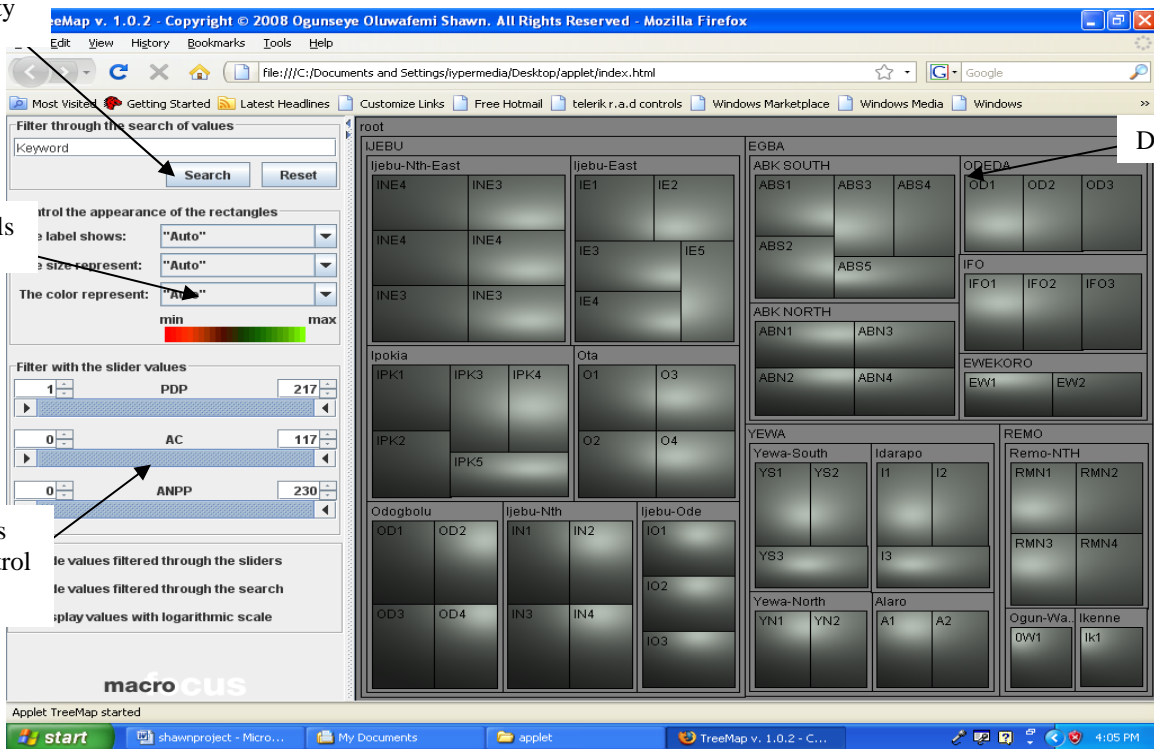 ty
eeMap v. 1.0.2 - Copyright © 2008 Ogunseye Oluwafemi Shawn. All Rights Reserved - Mozilla Firefox
Edit View History Bookmarks Tools Help
file:///C:/Documents and Settings/iypermedia/Desktop/applet/index.html
G Google
Most Visited Getting Started Latest Headlines Customize Links Free Hotmail telerik r.a.d controls Windows Marketplace Windows Media Windows »
Filter through the search of values
Keyword
Search Reset
ntrol the appearance of the rectangles
ls
e label shows: "Auto"
e size represent: "Auto"
The color represent: "Auto"
min max
Filter with the slider values
1 PDP 217
0 AC 117
0 ANPP 230
s
trol
le values filtered through the sliders
le values filtered through the search
splay values with logarithmic scale
macrofocus
root
D
IJEBU
Ijebu-Nth-East
INE4 INE3
INE4 INE4
INE3 INE3
Ijebu-East
IE1 IE2
IE3 IE5
IE4
Ipokia
IPK1 IPK3 IPK4
IPK2
IPK5
Ota
O1 O3
O2 O4
Odogbolu
OD1 OD2
OD3 OD4
Ijebu-Nth
IN1 IN2
IN3 IN4
Ijebu-Ode
IO1
IO2
IO3
EGBA
ABK SOUTH
ABS1 ABS3 ABS4
ABS2
ABS5
ABK NORTH
ABN1 ABN3
ABN2 ABN4
ODEDA
OD1 OD2 OD3
IFO
IFO1 IFO2 IFO3
EWEKORO
EW1 EW2
YEWA
Yewa-South
YS1 YS2
YS3
Idarapo
I1 I2
I3
Yewa-North
YN1 YN2
Alaro
A1 A2
REMO
Remo-NTH
RMN1 RMN2
RMN3 RMN4
Ogun-Wa..
0W1
Ikenne
Ik1
Applet TreeMap started
start shawnproject - Micro... My Documents applet TreeMap v. 1.0.2 - C... 4:05 PM